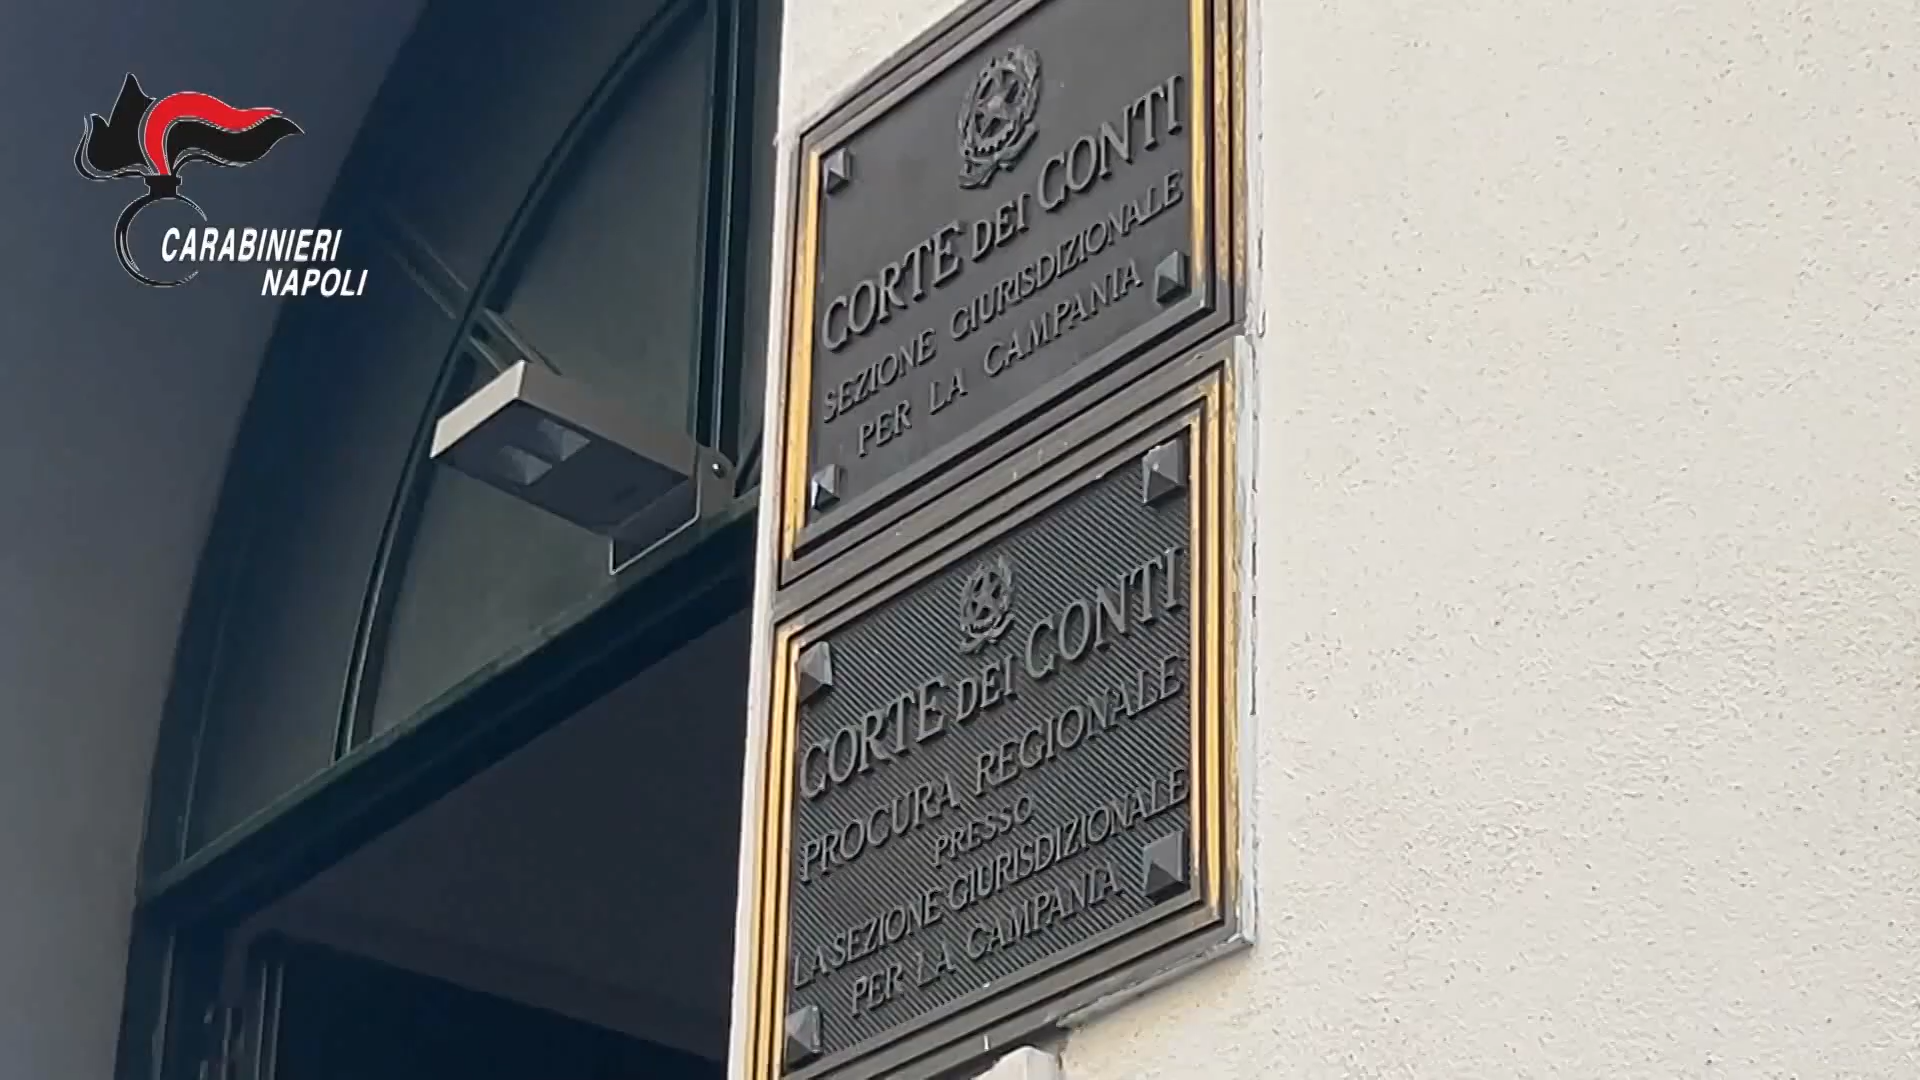 CARABINIERI
NAPOLI
CORTE DEI CONTI
SEZIONE GIURISDIZIONALE
PER LA CAMPANIA
CORTE DEI CONTI
PROCURA REGIONALE
PRESSO
LA SEZIONE GIURISDIZIONALE
PER LA CAMPANIA